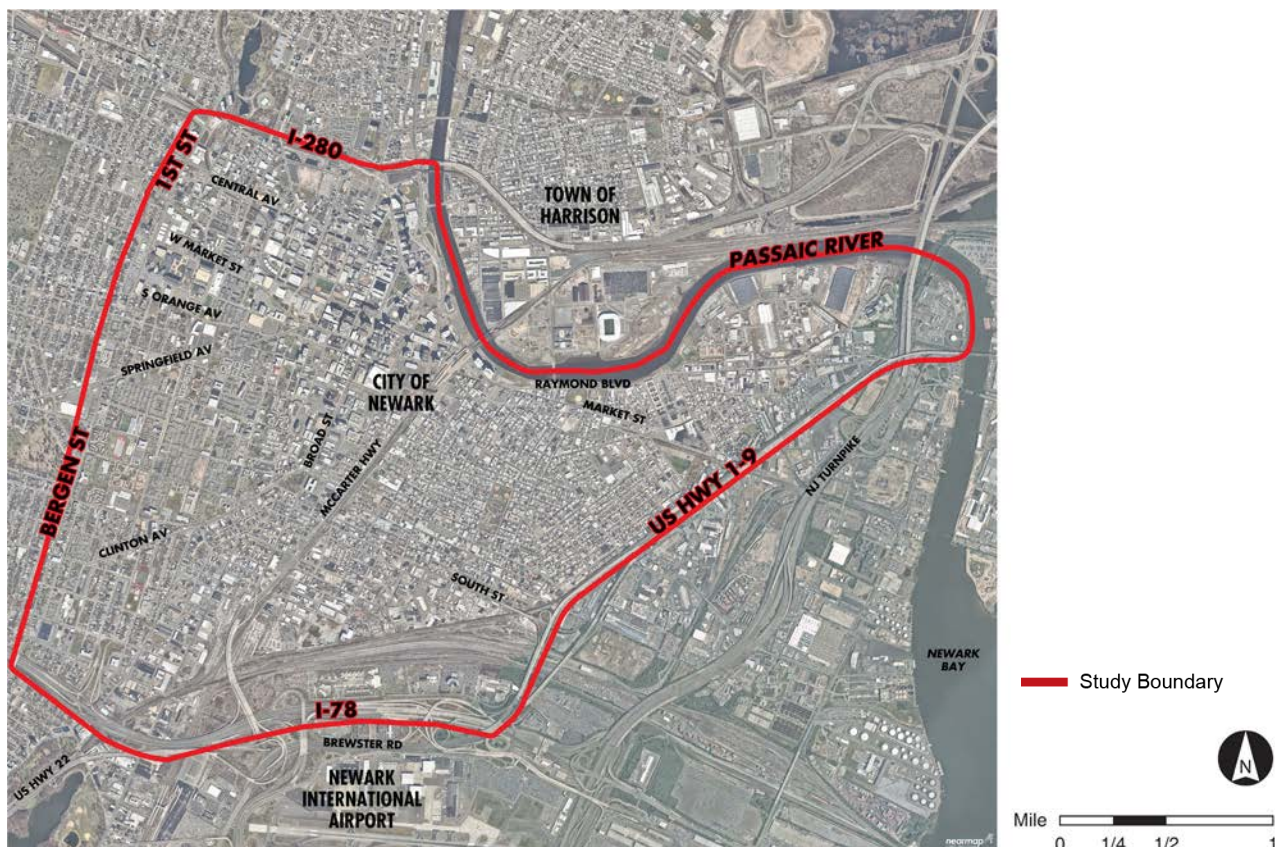 I-280
1ST ST
CENTRAL AV
TOWN OF
HARRISON
W MARKET ST
PASSAIC RIVER
S ORANGE AV
SPRINGFIELD AV
CITY OF
NEWARK
RAYMOND BLVD
MARKET ST
BROAD ST
MCCARTER HWY
BERGEN ST
US HWY 1-9
NJ TURNPIKE
CLINTON AV
SOUTH ST
NEWARK
BAY
Study Boundary
I-78
BREWSTER RD
US HWY 22
NEWARK
INTERNATIONAL
AIRPORT
N
Mile
0 1/4 1/2 1
nearmap